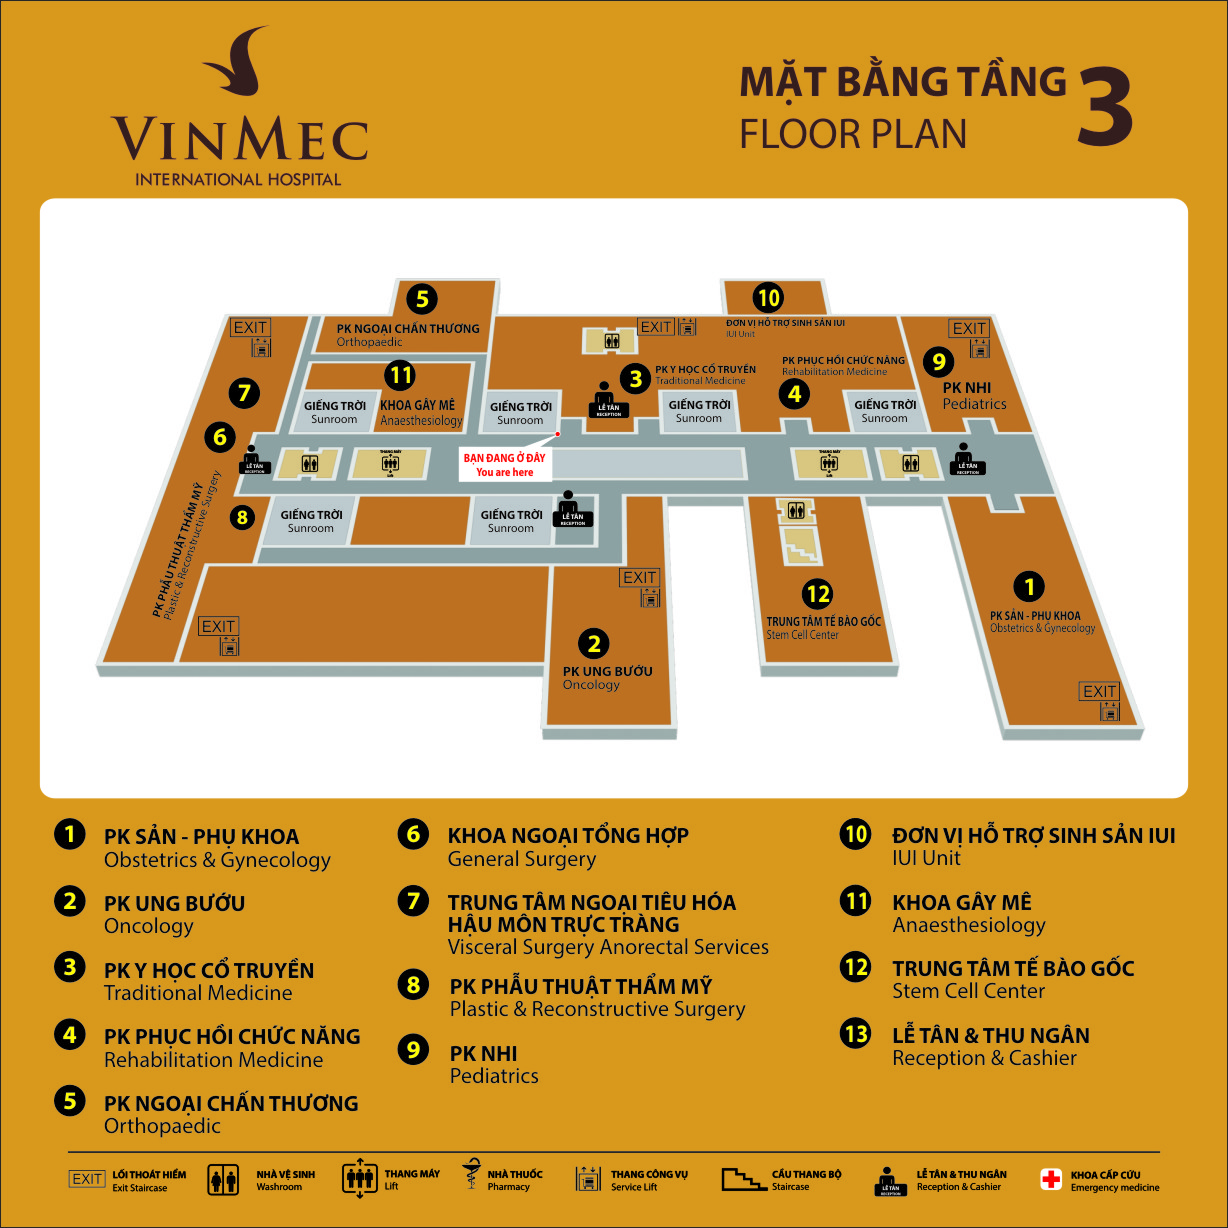 VINMEC
INTERNATIONAL HOSPITAL
MẶT BẰNG TẦNG 3
FLOOR PLAN
5
10
EXIT
PK NGOẠI CHẤN THƯƠNG
Orthopaedic
EXIT
ĐƠN VỊ HỖ TRỢ SINH SẢN IUI
IUI Unit
EXIT
7
11
3
PK Y HỌC CỔ TRUYỀN
Traditional Medicine
PK PHỤC HỒI CHỨC NĂNG
Rehabilitation Medicine
4
9
PK NHI
Pediatrics
GIẾNG TRỜI
Sunroom
KHOA GÂY MÊ
Anaesthesiology
GIẾNG TRỜI
Sunroom
LỄ TÂN
RECEPTION
GIẾNG TRỜI
Sunroom
GIẾNG TRỜI
Sunroom
6
LỄ TÂN
RECEPTION
THANG MÁY
Lift
BẠN ĐANG Ở ĐÂY
You are here
THANG MÁY
Lift
LỄ TÂN
RECEPTION
8
PK PHẪU THUẬT THẨM MỸ
Plastic & Reconstructive Surgery
GIẾNG TRỜI
Sunroom
GIẾNG TRỜI
Sunroom
LỄ TÂN
RECEPTION
EXIT
EXIT
2
PK UNG BƯỚU
Oncology
12
TRUNG TÂM TẾ BÀO GỐC
Stem Cell Center
1
PK SẢN - PHỤ KHOA
Obstetrics & Gynecology
EXIT
1 PK SẢN - PHỤ KHOA
Obstetrics & Gynecology
2 PK UNG BƯỚU
Oncology
3 PK Y HỌC CỔ TRUYỀN
Traditional Medicine
4 PK PHỤC HỒI CHỨC NĂNG
Rehabilitation Medicine
5 PK NGOẠI CHẤN THƯƠNG
Orthopaedic
6 KHOA NGOẠI TỔNG HỢP
General Surgery
7 TRUNG TÂM NGOẠI TIÊU HÓA
HẬU MÔN TRỰC TRÀNG
Visceral Surgery Anorectal Services
8 PK PHẪU THUẬT THẨM MỸ
Plastic & Reconstructive Surgery
9 PK NHI
Pediatrics
10 ĐƠN VỊ HỖ TRỢ SINH SẢN IUI
IUI Unit
11 KHOA GÂY MÊ
Anaesthesiology
12 TRUNG TÂM TẾ BÀO GỐC
Stem Cell Center
13 LỄ TÂN & THU NGÂN
Reception & Cashier
EXIT LỐI THOÁT HIỂM
Exit Staircase
NHÀ VỆ SINH
Washroom
THANG MÁY
Lift
NHÀ THUỐC
Pharmacy
THANG CÔNG VỤ
Service Lift
CẦU THANG BỘ
Staircase
LỄ TÂN
RECEPTION
LỄ TÂN & THU NGÂN
Reception & Cashier
KHOA CẤP CỨU
Emergency medicine